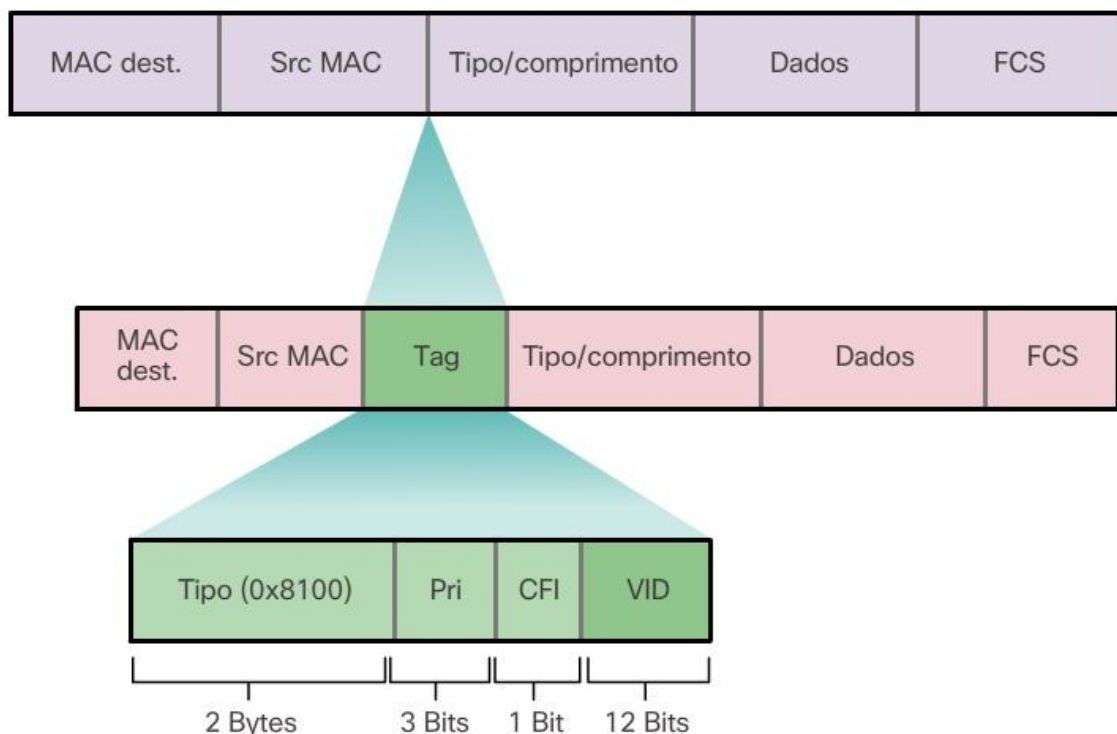 MAC dest. Src MAC Tipo/comprimento Dados FCS
MAC
dest. Src MAC Tag Tipo/comprimento Dados FCS
Tipo (0x8100) Pri CFI VID
2 Bytes 3 Bits 1 Bit 12 Bits